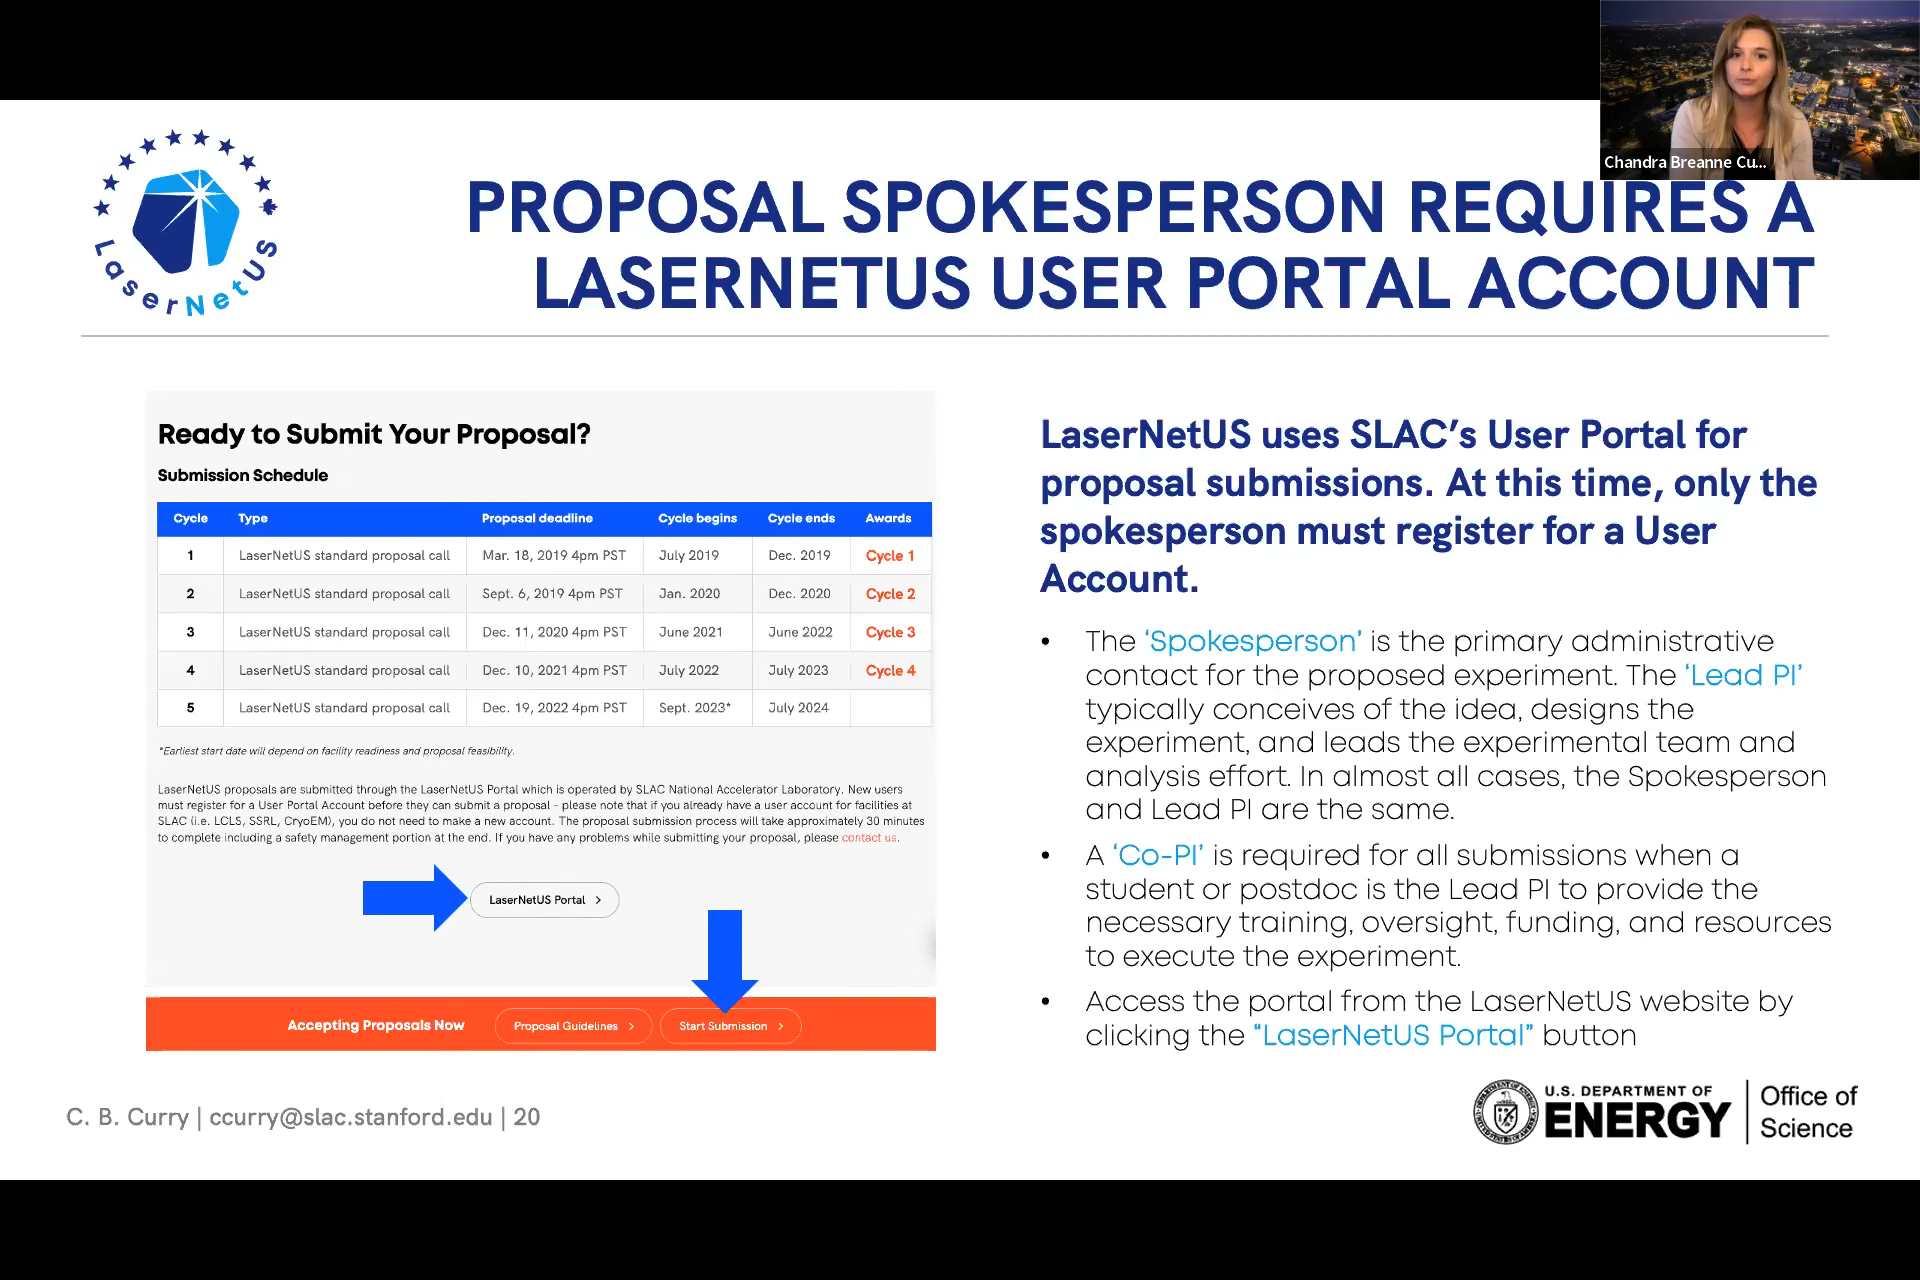 Chandra Breanne Cu...
LaserNetUS
PROPOSAL SPOKESPERSON REQUIRES A
LASERNETUS USER PORTAL ACCOUNT
Ready to Submit Your Proposal?
Submission Schedule
Cycle Type Proposal deadline Cycle begins Cycle ends Awards
1 LaserNetUS standard proposal call Mar. 18, 2019 4pm PST July 2019 Dec. 2019 Cycle 1
2 LaserNetUS standard proposal call Sept. 6, 2019 4pm PST Jan. 2020 Dec. 2020 Cycle 2
3 LaserNetUS standard proposal call Dec. 11, 2020 4pm PST June 2021 June 2022 Cycle 3
4 LaserNetUS standard proposal call Dec. 10, 2021 4pm PST July 2022 July 2023 Cycle 4
5 LaserNetUS standard proposal call Dec. 19, 2022 4pm PST Sept. 2023* July 2024
*Earliest start date will depend on facility readiness and proposal feasibility.
LaserNetUS proposals are submitted through the LaserNetUS Portal which is operated by SLAC National Accelerator Laboratory. New users
must register for a User Portal Account before they can submit a proposal - please note that if you already have a user account for facilities at
SLAC (i.e. LCLS, SSRL, CryoEM), you do not need to make a new account. The proposal submission process will take approximately 30 minutes
to complete including a safety management portion at the end. If you have any problems while submitting your proposal, please contact us.
LaserNetUS Portal >
Accepting Proposals Now Proposal Guidelines > Start Submission >
LaserNetUS uses SLAC’s User Portal for
proposal submissions. At this time, only the
spokesperson must register for a User
Account.
• The ‘Spokesperson’ is the primary administrative
contact for the proposed experiment. The ‘Lead PI’
typically conceives of the idea, designs the
experiment, and leads the experimental team and
analysis effort. In almost all cases, the Spokesperson
and Lead PI are the same.
• A ‘Co-PI’ is required for all submissions when a
student or postdoc is the Lead PI to provide the
necessary training, oversight, funding, and resources
to execute the experiment.
• Access the portal from the LaserNetUS website by
clicking the “LaserNetUS Portal” button
C. B. Curry | ccurry@slac.stanford.edu | 20
U.S. DEPARTMENT OF
ENERGY
Office of
Science